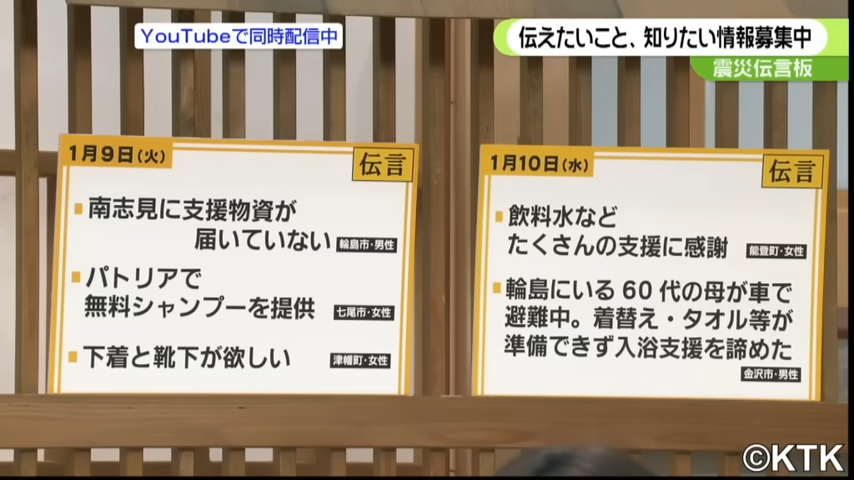 YouTubeで同時配信中
伝えたいこと、知りたい情報募集中
震災伝言板
1月9日(火)
伝言
南志見に支援物資が
届いていない 輪島市・男性
パトリアで
無料シャンプーを提供 七尾市・女性
下着と靴下が欲しい 津幡町・女性
1月10日(水)
伝言
飲料水など
たくさんの支援に感謝 能登町・女性
輪島にいる60代の母が車で
避難中。着替え・タオル等が
準備できず入浴支援を諦めた
金沢市・男性
©KTK